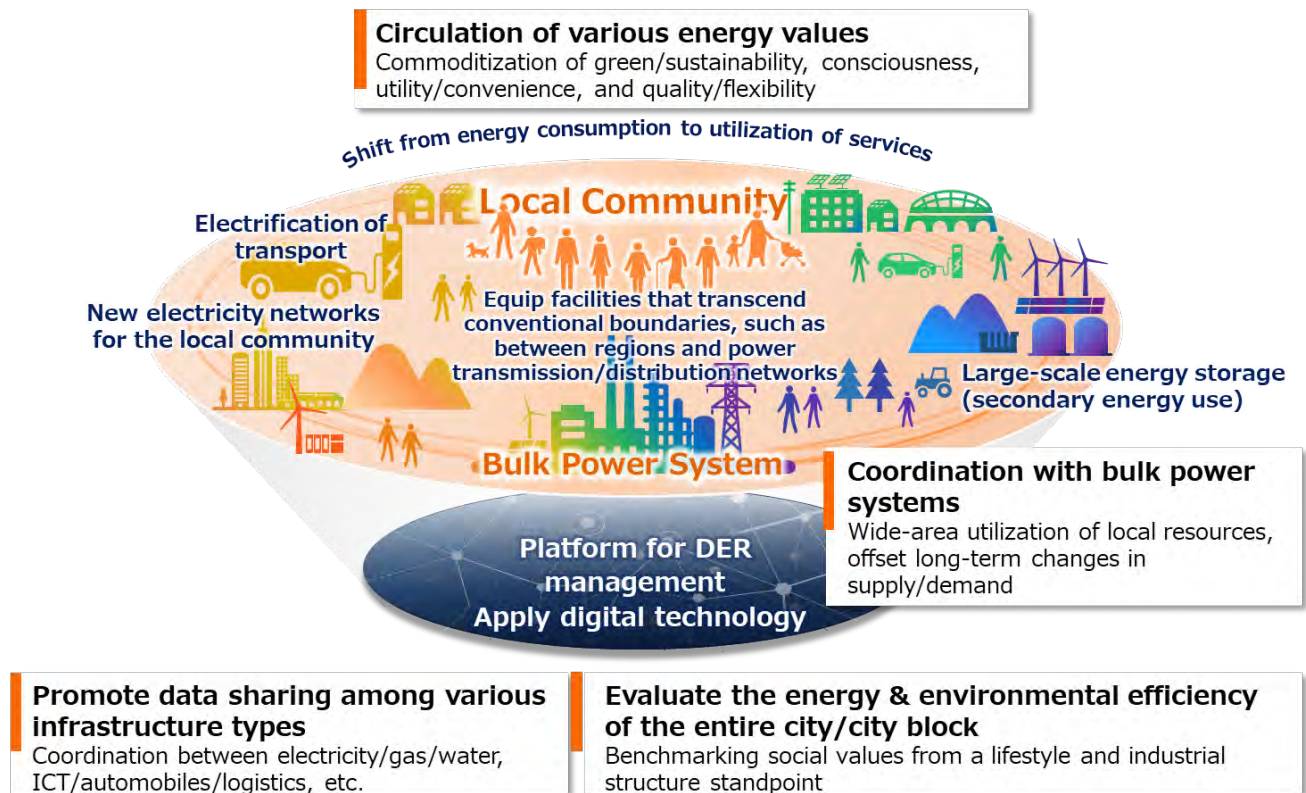 Circulation of various energy values
Commoditization of green/sustainability, consciousness,
utility/convenience, and quality/flexibility
Shift from energy consumption to utilization of services
Local Community
Electrification of
transport
New electricity networks
for the local community
Equip facilities that transcend
conventional boundaries, such as
between regions and power
transmission/distribution networks
Large-scale energy storage
(secondary energy use)
Bulk Power System
Coordination with bulk power
systems
Wide-area utilization of local resources,
offset long-term changes in
supply/demand
Platform for DER
management
Apply digital technology
Promote data sharing among various
infrastructure types
Coordination between electricity/gas/water,
ICT/automobiles/logistics, etc.
Evaluate the energy & environmental efficiency
of the entire city/city block
Benchmarking social values from a lifestyle and industrial
structure standpoint